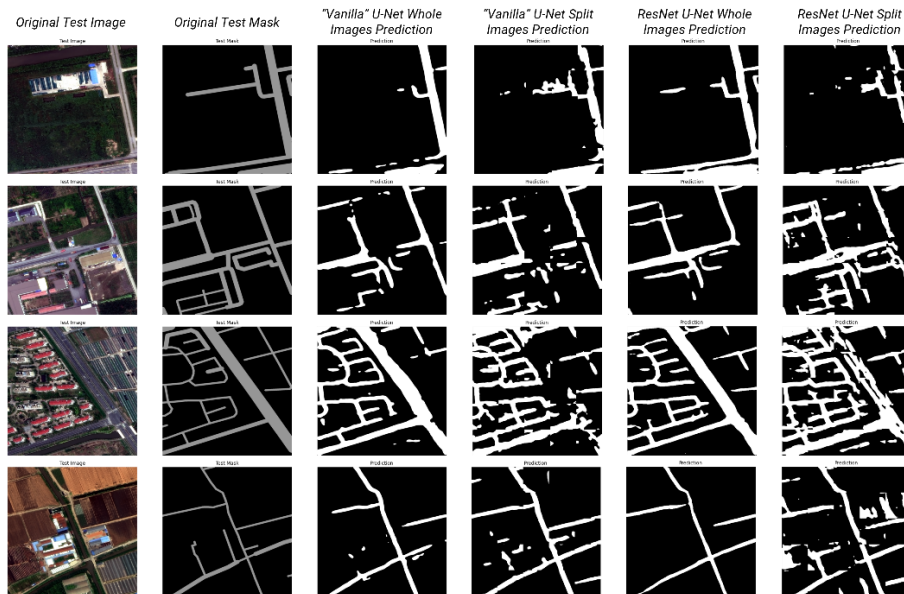 Original Test Image
Original Test Mask
"Vanilla" U-Net Whole
Images Prediction
"Vanilla" U-Net Split
Images Prediction
ResNet U-Net Whole
Images Prediction
ResNet U-Net Split
Images Prediction
Test Image
Test Mask
Prediction
Prediction
Prediction
Prediction
Test Image
Test Mask
Prediction
Prediction
Prediction
Prediction
Test Image
Test Mask
Prediction
Prediction
Prediction
Prediction
Test Image
Test Mask
Prediction
Prediction
Prediction
Prediction